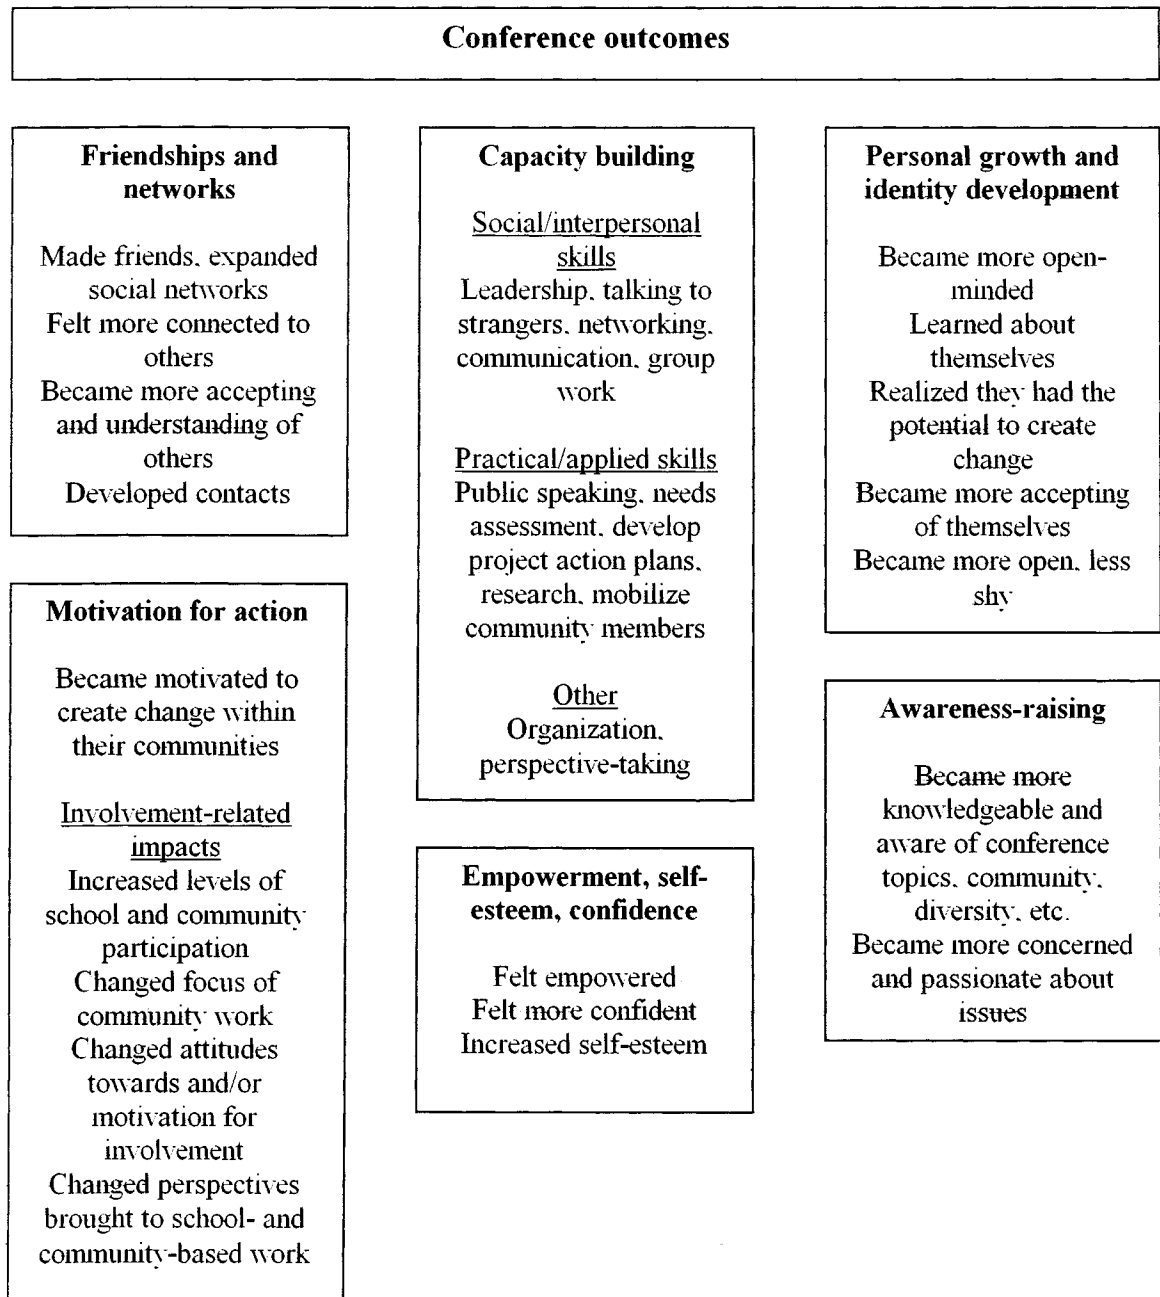 Conference outcomes
Friendships and
networks
Made friends, expanded
social networks
Felt more connected to
others
Became more accepting
and understanding of
others
Developed contacts
Motivation for action
Became motivated to
create change within
their communities
Involvement-related
impacts
Increased levels of
school and community
participation
Changed focus of
community work
Changed attitudes
towards and/or
motivation for
involvement
Changed perspectives
brought to school- and
community-based work
Capacity building
Social/interpersonal
skills
Leadership, talking to
strangers, networking,
communication, group
work
Practical/applied skills
Public speaking, needs
assessment, develop
project action plans,
research, mobilize
community members
Other
Organization,
perspective-taking
Empowerment, self-
esteem, confidence
Felt empowered
Felt more confident
Increased self-esteem
Personal growth and
identity development
Became more open-
minded
Learned about
themselves
Realized they had the
potential to create
change
Became more accepting
of themselves
Became more open, less
shy
Awareness-raising
Became more
knowledgeable and
aware of conference
topics, community,
diversity, etc.
Became more concerned
and passionate about
issues